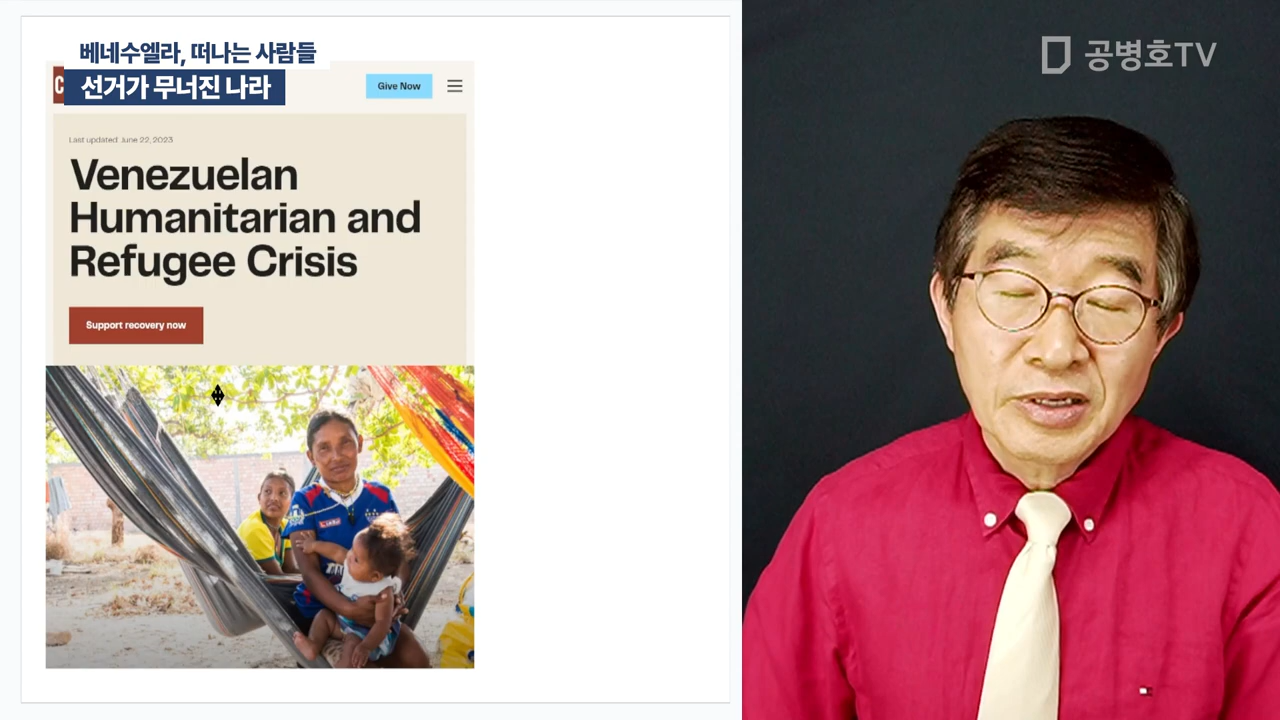 베네수엘라, 떠나는 사람들
선거가 무너진 나라
공병호TV
C
Give Now
Last updated June 22, 2023
Venezuelan
Humanitarian and
Refugee Crisis
Support recovery now